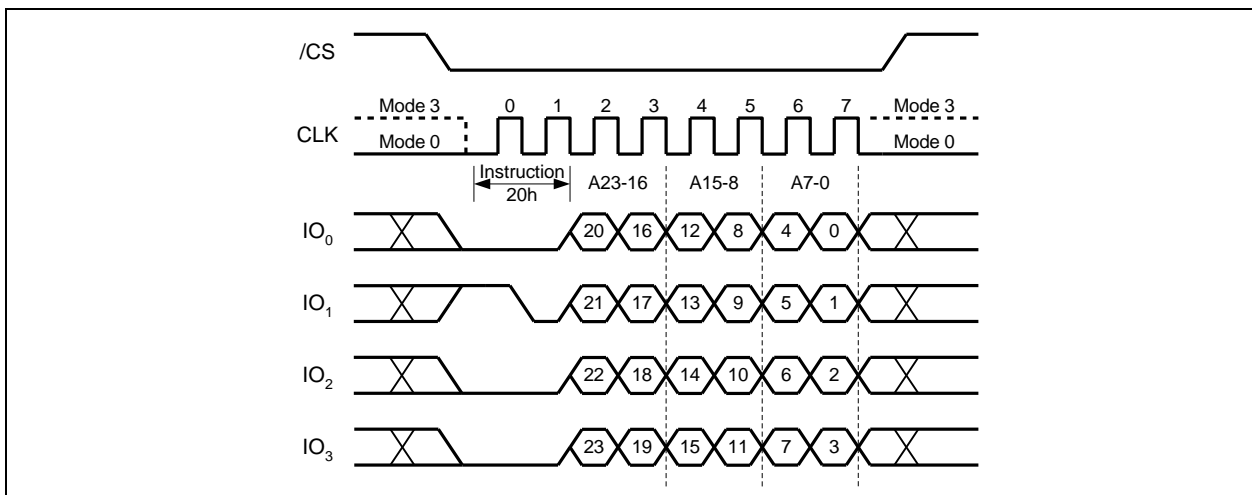 /CS
Mode 3 0 1 2 3 4 5 6 7 Mode 3
CLK
Mode 0 Mode 0
Instruction A23-16 A15-8 A7-0
20h
IO0 20 16 12 8 4 0
IO1 21 17 13 9 5 1
IO2 22 18 14 10 6 2
IO3 23 19 15 11 7 3